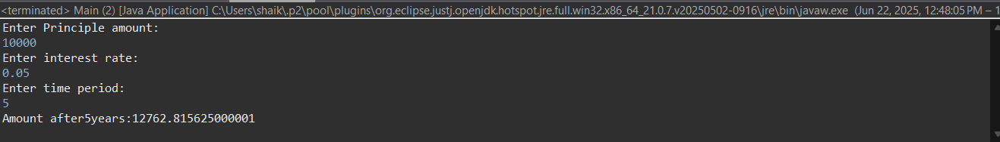 <terminated> Main (2) [Java Application] C:\Users\shaik\.p2\pool\plugins\org.eclipse.justj.openjdk.hotspot.jre.full.win32.x86_64_21.0.7.v20250502-0916\jre\bin\javaw.exe (Jun 22, 2025, 12:48:05 PM – 1
Enter Principle amount:
10000
Enter interest rate:
0.05
Enter time period:
5
Amount after5years:12762.815625000001